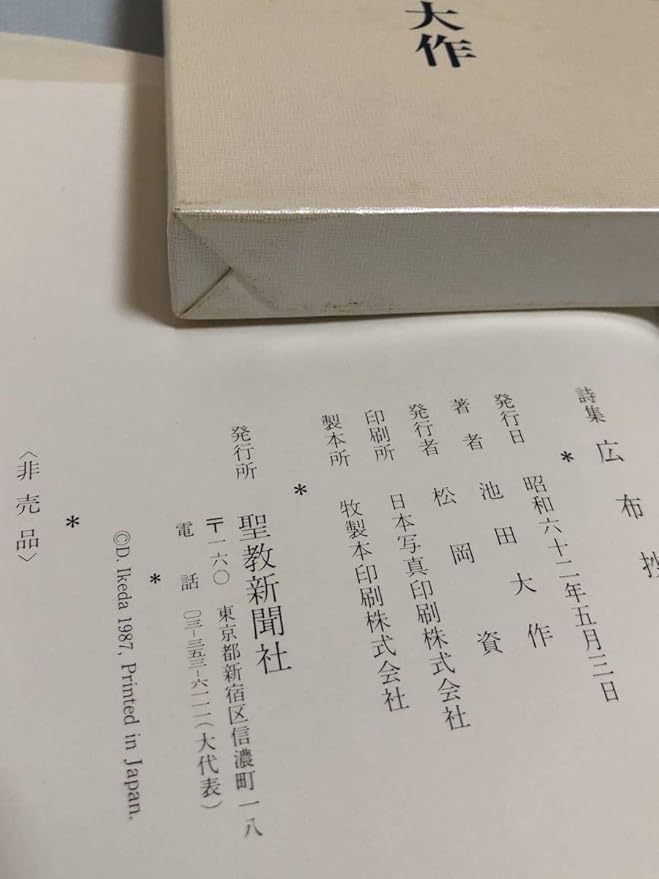 大作
詩集 広布抄
*
発行日 昭和六十二年五月三日
著者 池田大作
発行者 松岡資
印刷所 日本写真印刷株式会社
製本所 牧製本印刷株式会社
*
発行所 聖教新聞社
〒一六〇 東京都新宿区信濃町一八
電話 〇三-三五三-六一一一(大代表)
*
©D. Ikeda 1987, Printed in Japan.
*
〈非売品〉